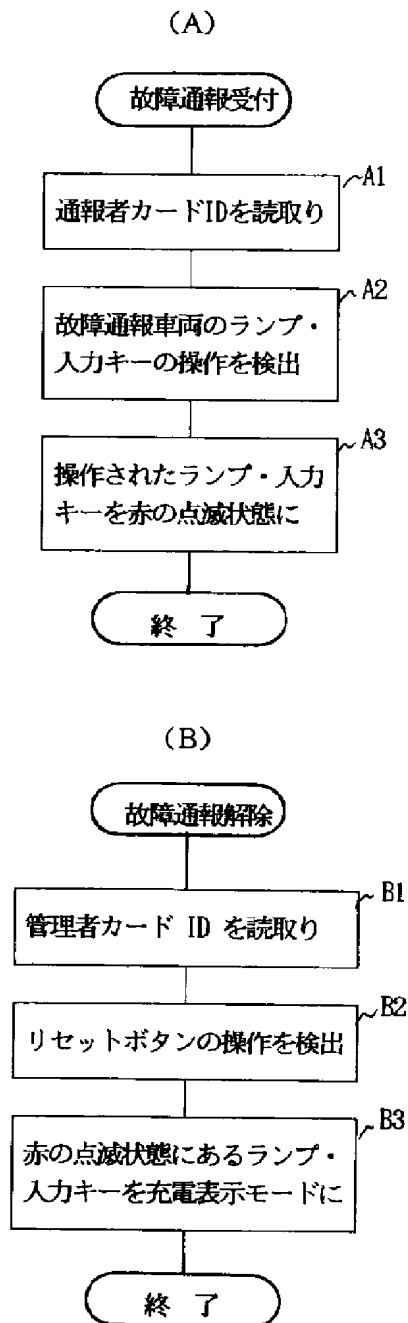 (A)
故障通報受付
A1
通報者カードIDを読取り
A2
故障通報車両のランプ・
入力キーの操作を検出
A3
操作されたランプ・入力
キーを赤の点滅状態に
終 了
(B)
故障通報解除
B1
管理者カード ID を読取り
B2
リセットボタンの操作を検出
B3
赤の点滅状態にあるランプ・
入力キーを充電表示モードに
終 了